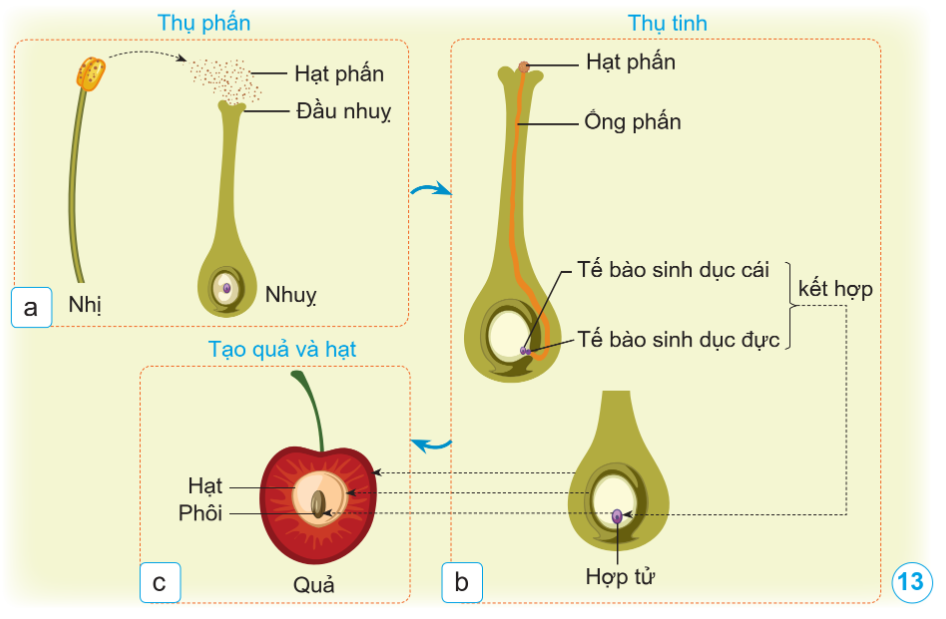 Thụ phấn
Hạt phấn
Đầu nhuỵ
Nhuỵ
Nhị
a
Thụ tinh
Hạt phấn
Ống phấn
Tế bào sinh dục cái
kết hợp
Tế bào sinh dục đực
Hợp tử
b
Tạo quả và hạt
Hạt
Phôi
Quả
c
13